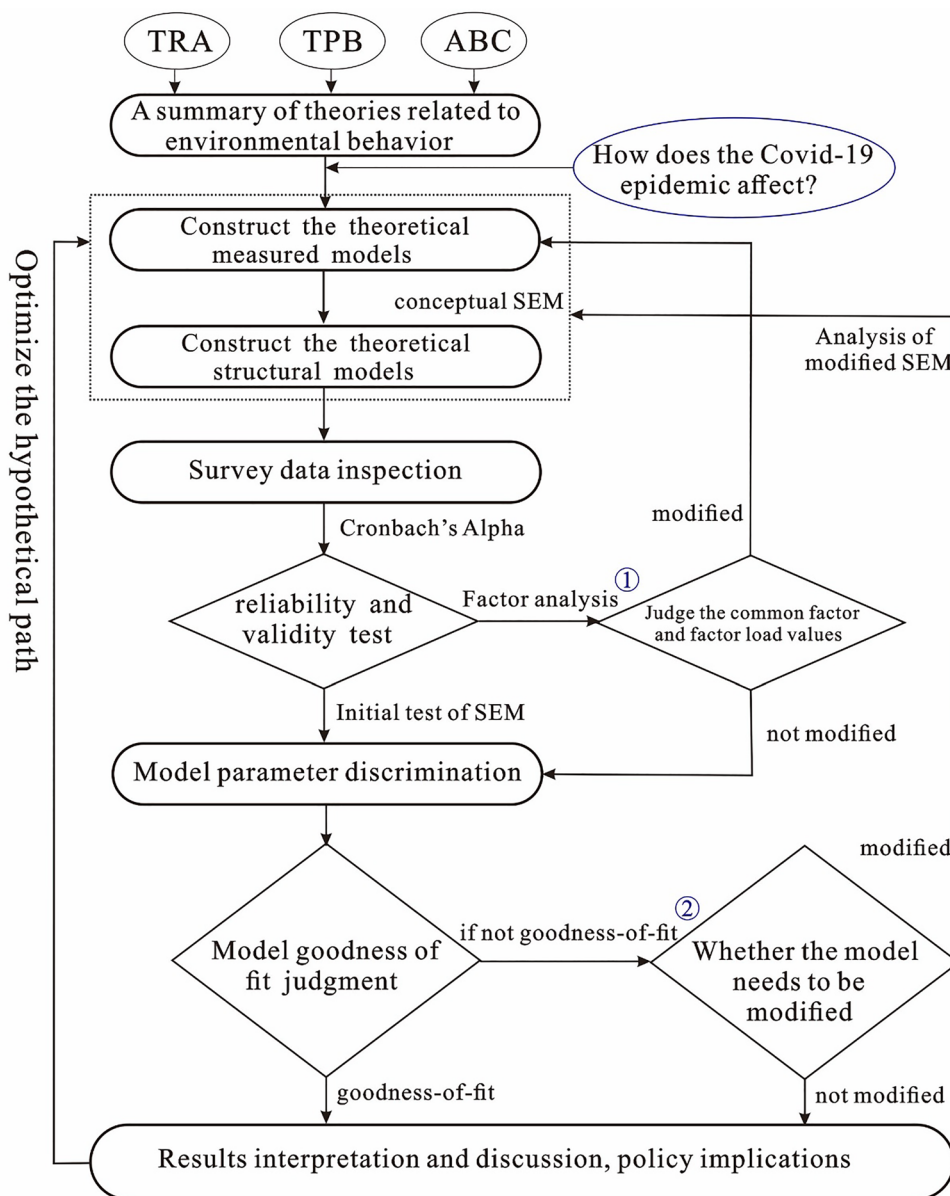 TRA
TPB
ABC
A summary of theories related to
environmental behavior
How does the Covid-19
epidemic affect?
Construct the theoretical
measured models
conceptual SEM
Construct the theoretical
structural models
Analysis of
modified SEM
Optimize the hypothetical path
Survey data inspection
Cronbach's Alpha
modified
reliability and
validity test
Factor analysis
①
Judge the common factor
and factor load values
Initial test of SEM
not modified
Model parameter discrimination
modified
Model goodness of
fit judgment
if not goodness-of-fit
②
Whether the model
needs to be
modified
goodness-of-fit
not modified
Results interpretation and discussion, policy implications